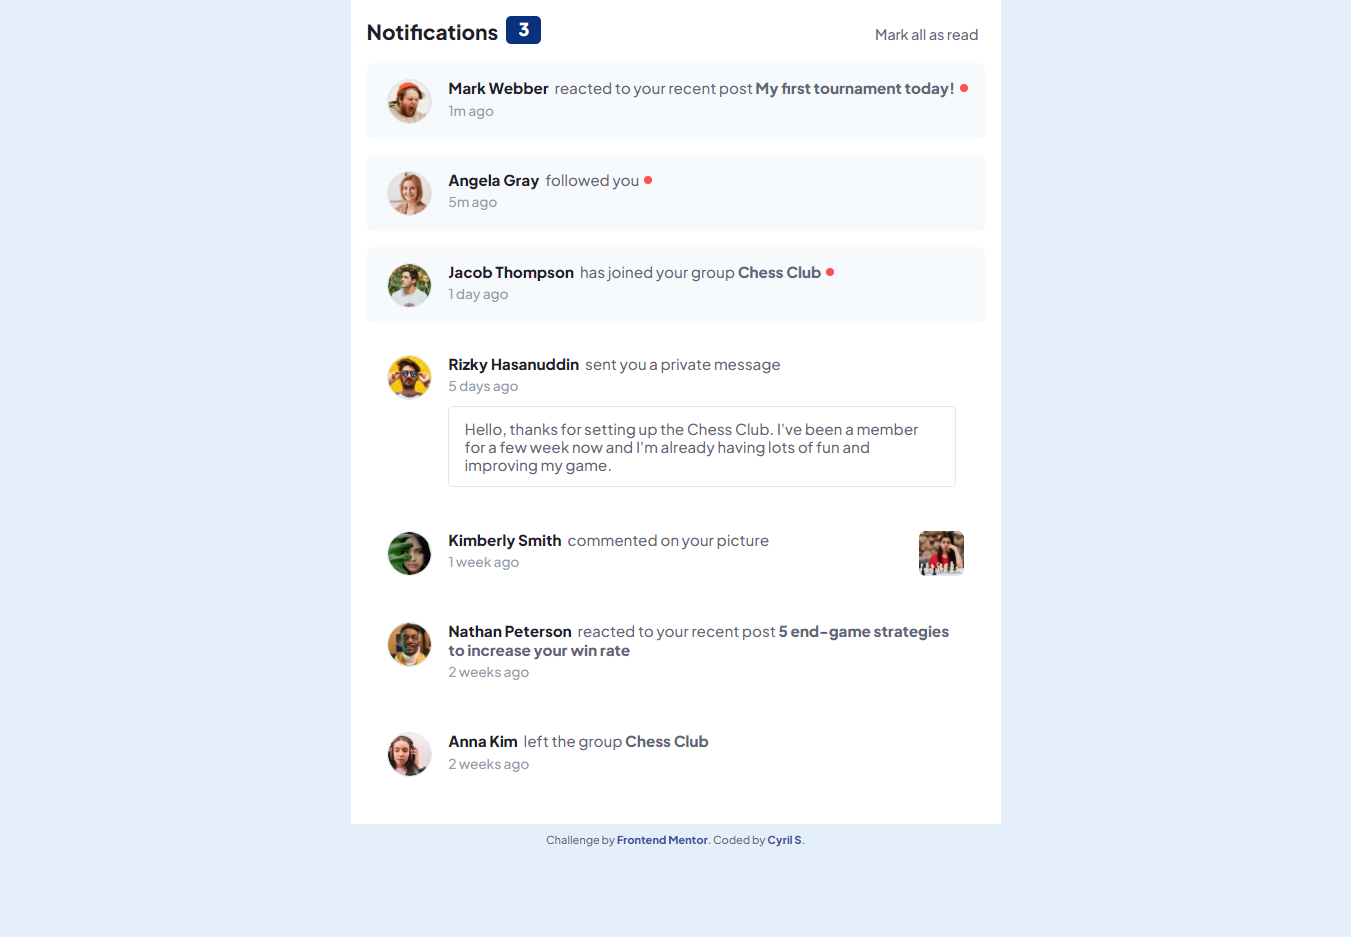 Notifications 3
Mark all as read
Mark Webber reacted to your recent post My first tournament today!
1m ago
Angela Gray followed you
5m ago
Jacob Thompson has joined your group Chess Club
1 day ago
Rizky Hasanuddin sent you a private message
5 days ago
Hello, thanks for setting up the Chess Club. I've been a member
for a few week now and I'm already having lots of fun and
improving my game.
Kimberly Smith commented on your picture
1 week ago
Nathan Peterson reacted to your recent post 5 end-game strategies
to increase your win rate
2 weeks ago
Anna Kim left the group Chess Club
2 weeks ago
Challenge by Frontend Mentor. Coded by Cyril S.